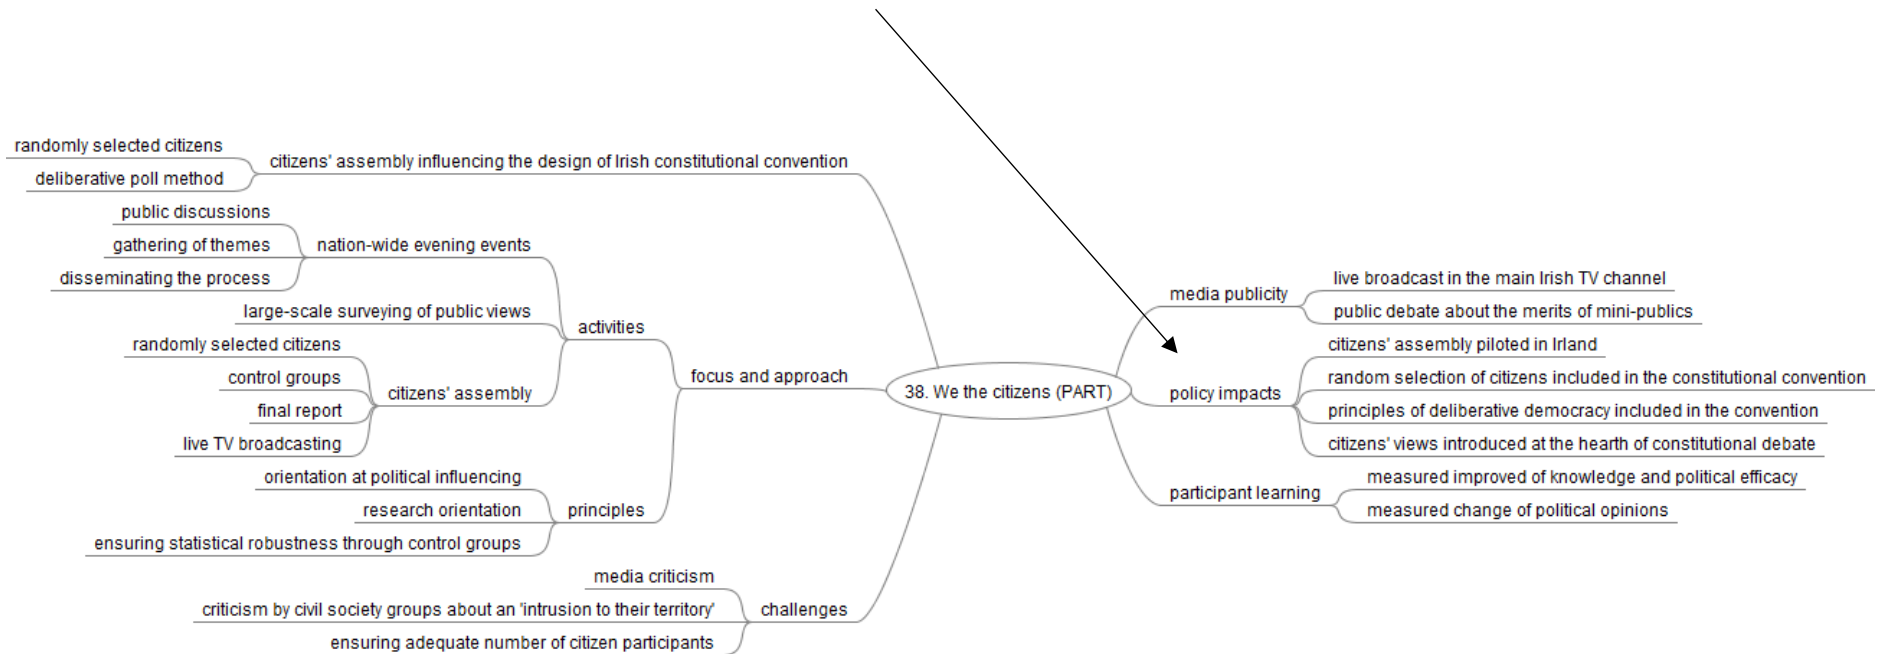 randomly selected citizens
deliberative poll method
citizens' assembly influencing the design of Irish constitutional convention
public discussions
gathering of themes
disseminating the process
nation-wide evening events
large-scale surveying of public views
randomly selected citizens
control groups
final report
live TV broadcasting
citizens' assembly
activities
orientation at political influencing
research orientation
ensuring statistical robustness through control groups
principles
focus and approach
media criticism
criticism by civil society groups about an 'intrusion to their territory'
ensuring adequate number of citizen participants
challenges
38. We the citizens (PART)
media publicity
live broadcast in the main Irish TV channel
public debate about the merits of mini-publics
policy impacts
citizens' assembly piloted in Irland
random selection of citizens included in the constitutional convention
principles of deliberative democracy included in the convention
citizens' views introduced at the hearth of constitutional debate
participant learning
measured improved of knowledge and political efficacy
measured change of political opinions